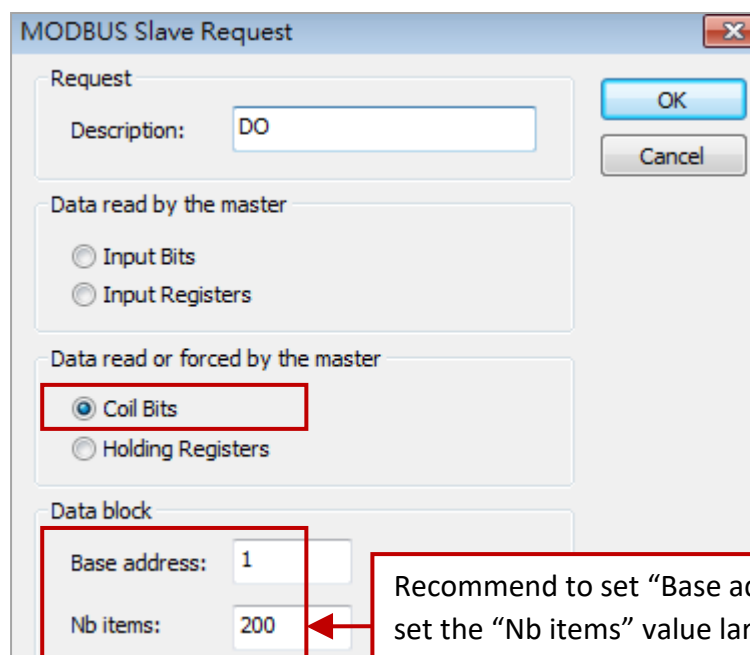 MODBUS Slave Request
Request
OK
Description: DO
Cancel
Data read by the master
Input Bits
Input Registers
Data read or forced by the master
Coil Bits
Holding Registers
Data block
Base address: 1
Recommend to set “Base
Nb items: 200
set the “Nb items” value